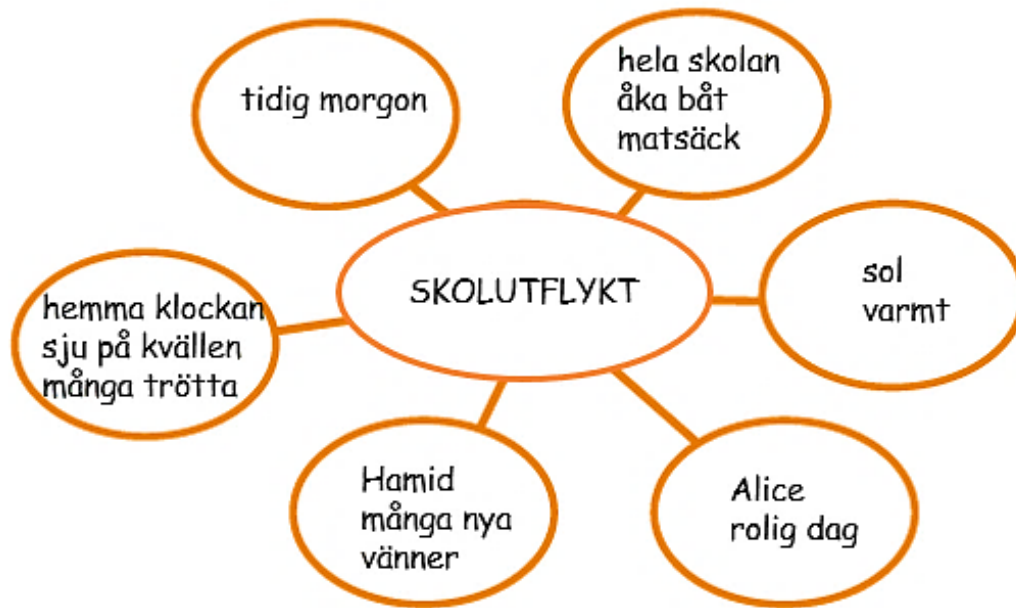 tidig morgon
hela skolan
åka båt
matsäck
SKOLUTFLYKT
sol
varmt
hemma klockan
sju på kvällen
många trötta
Hamid
många nya
vänner
Alice
rolig dag